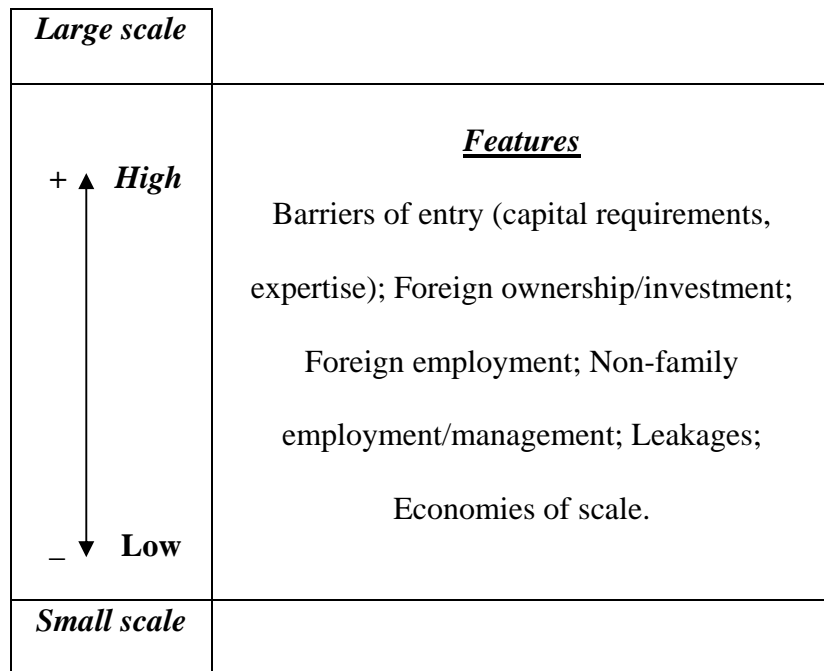 Large scale
Features
+ High
Barriers of entry (capital requirements,
expertise); Foreign ownership/investment;
Foreign employment; Non-family
employment/management; Leakages;
Economies of scale.
_ Low
Small scale